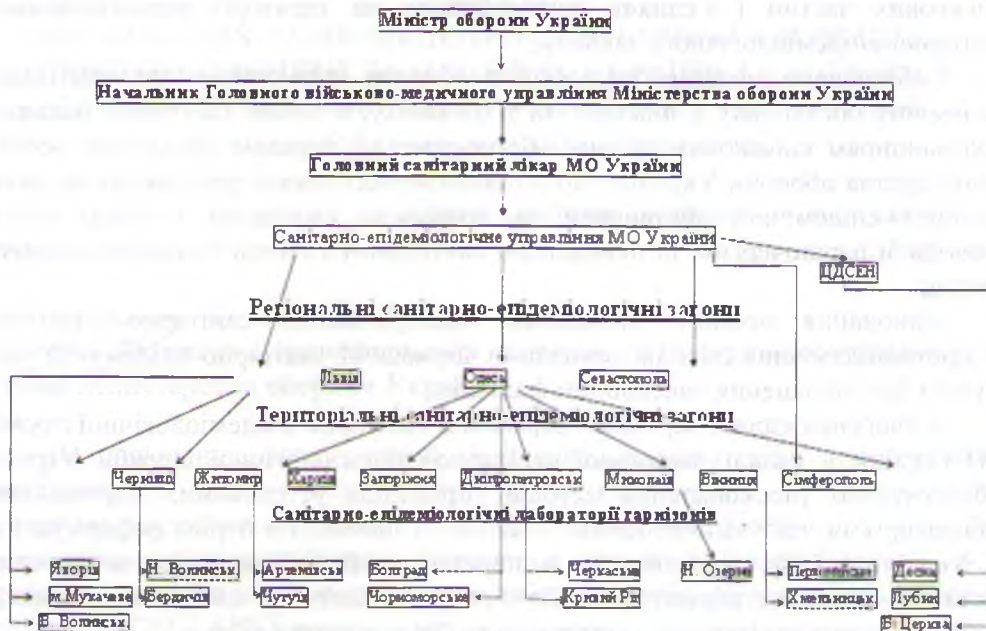 Міністр оборони України
Начальник Головного військово-медичного управління Міністерства оборони України
Головний санітарний лікар МО України
Санітарно-епідеміологічне управління МО України
ЦДСЕН
Регіональні санітарно-епідеміологічні загони
Львів Одеса Севастополь
Територіальні санітарно-епідеміологічні загони
Чернівці Житомир Харків Запоріжжя Дніпропетровськ Миколаїв Вінниця Сімферополь
Санітарно-епідеміологічні лабораторії гарнізонів
Яворів Н. Волинськ Артемівськ Болград Черкаськ Н. Озерне Первомайськ Десна
м. Мукачеве Бердичів Чугуїв Чорноморськ Кривий Ріг Хмельницьк Лубни
В. Волинськ Б. Церква